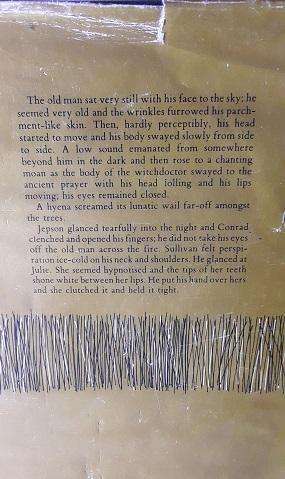 The old man sat very still with his face to the sky; he
seemed very old and the wrinkles furrowed his parch-
ment-like skin. Then, hardly perceptibly, his head
started to move and his body swayed slowly from side
to side. A low sound emanated from somewhere
beyond him in the dark and then rose to a chanting
moan as the body of the witchdoctor swayed to the
ancient prayer with his head lolling and his lips
moving; his eyes remained closed.
A hyena screamed its lunatic wail far-off amongst
the trees.
Jepson glanced tearfully into the night and Conrad
clenched and opened his fingers; he did not take his eyes
off the old man across the fire. Sullivan felt perspi-
ration ice-cold on his neck and shoulders. He glanced at
Julie. She seemed hypnotised and the tips of her teeth
shone white between her lips. He put his hand over hers
and she clutched it and held it tight.